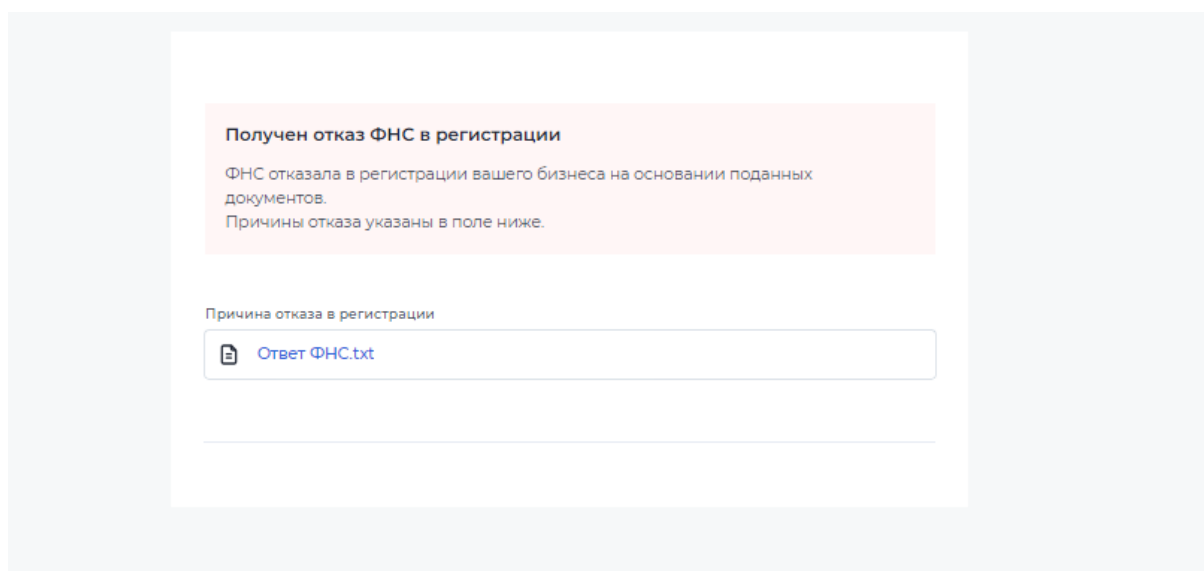 Получен отказ ФНС в регистрации
ФНС отказала в регистрации вашего бизнеса на основании поданных
документов.
Причины отказа указаны в поле ниже.
Причина отказа в регистрации
Ответ ФНС.txt